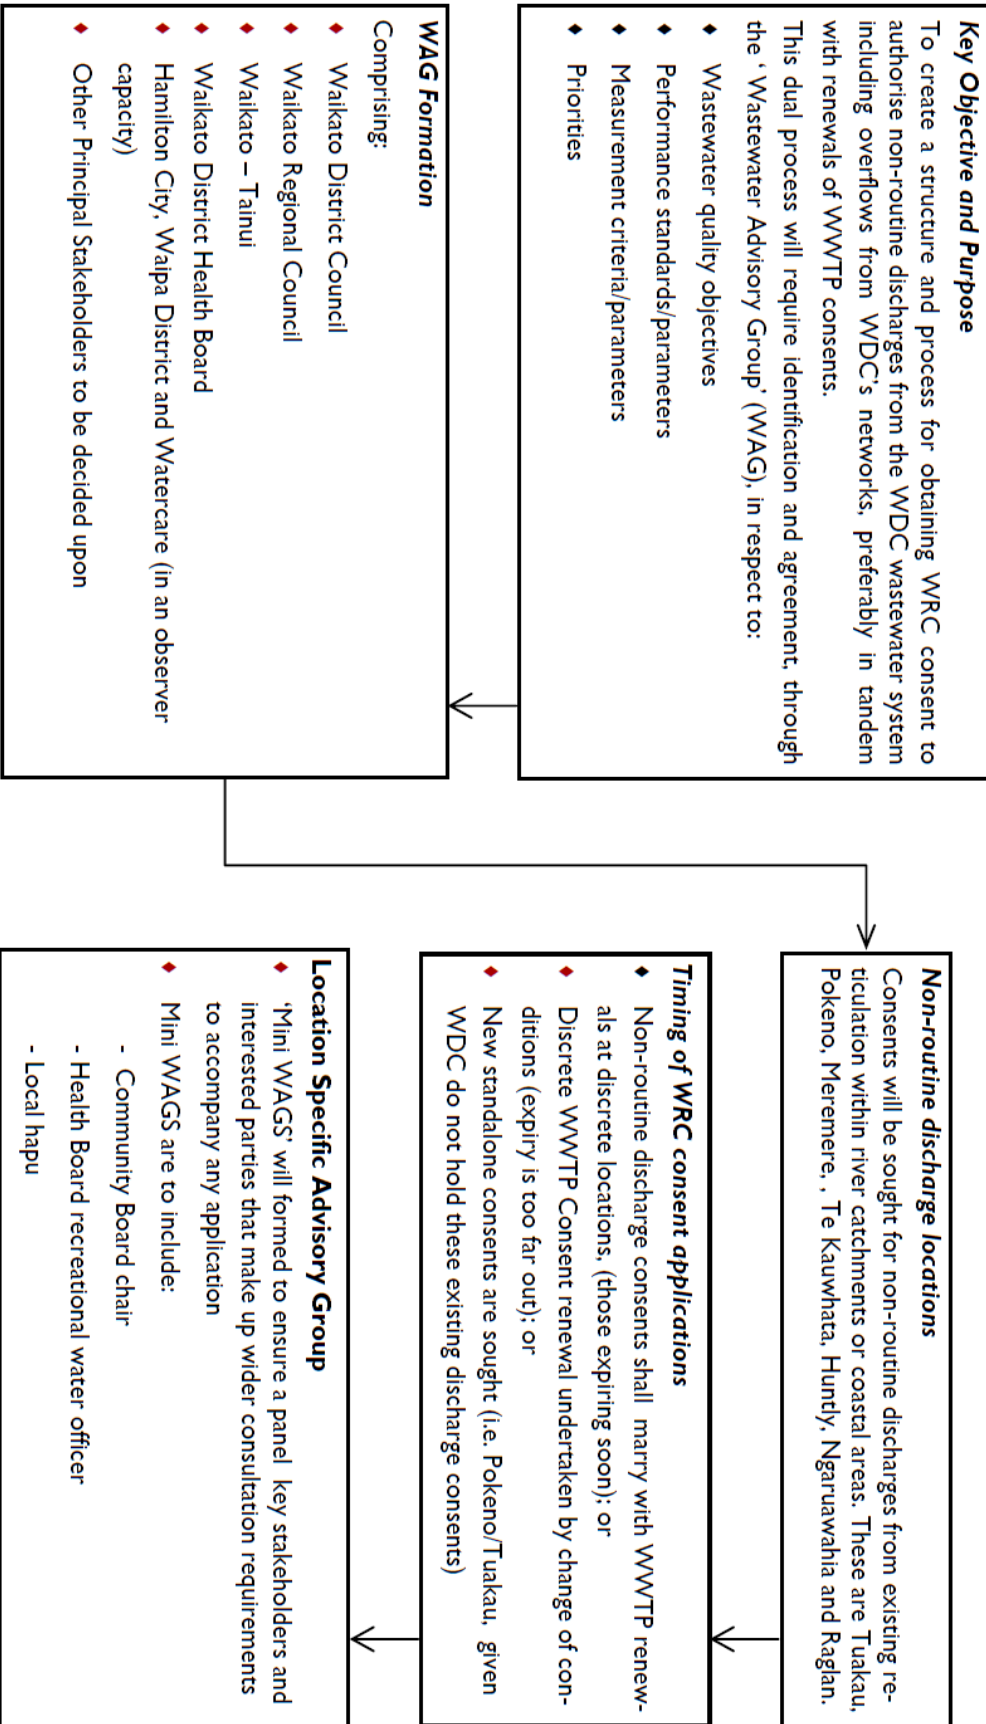 Key Objective and Purpose
To create a structure and process for obtaining WRC consent to
authorise non-routine discharges from the WDC wastewater system
including overflows from WDC's networks, preferably in tandem
with renewals of WWTP consents.
This dual process will require identification and agreement, through
the ‘ Wastewater Advisory Group’ (WAG), in respect to:
♦ Wastewater quality objectives
♦ Performance standards/parameters
♦ Measurement criteria/parameters
♦ Priorities
WAG Formation
Comprising:
♦ Waikato District Council
♦ Waikato Regional Council
♦ Waikato – Tainui
♦ Waikato District Health Board
♦ Hamilton City, Waipa District and Watercare (in an observer
capacity)
♦ Other Principal Stakeholders to be decided upon
Non-routine discharge locations
Consents will be sought for non-routine discharges from existing re-
ticulation within river catchments or coastal areas. These are Tuakau,
Pokeno, Meremere, , Te Kauwhata, Huntly, Ngaruawahia and Raglan.
Timing of WRC consent applications
♦ Non-routine discharge consents shall marry with WWTP renew-
als at discrete locations, (those expiring soon); or
♦ Discrete WWTP Consent renewal undertaken by change of con-
ditions (expiry is too far out); or
♦ New standalone consents are sought (i.e. Pokeno/Tuakau, given
WDC do not hold these existing discharge consents)
Location Specific Advisory Group
♦ ‘Mini WAGS’ will formed to ensure a panel key stakeholders and
interested parties that make up wider consultation requirements
to accompany any application
♦ Mini WAGS are to include:
- Community Board chair
- Health Board recreational water officer
- Local hapu